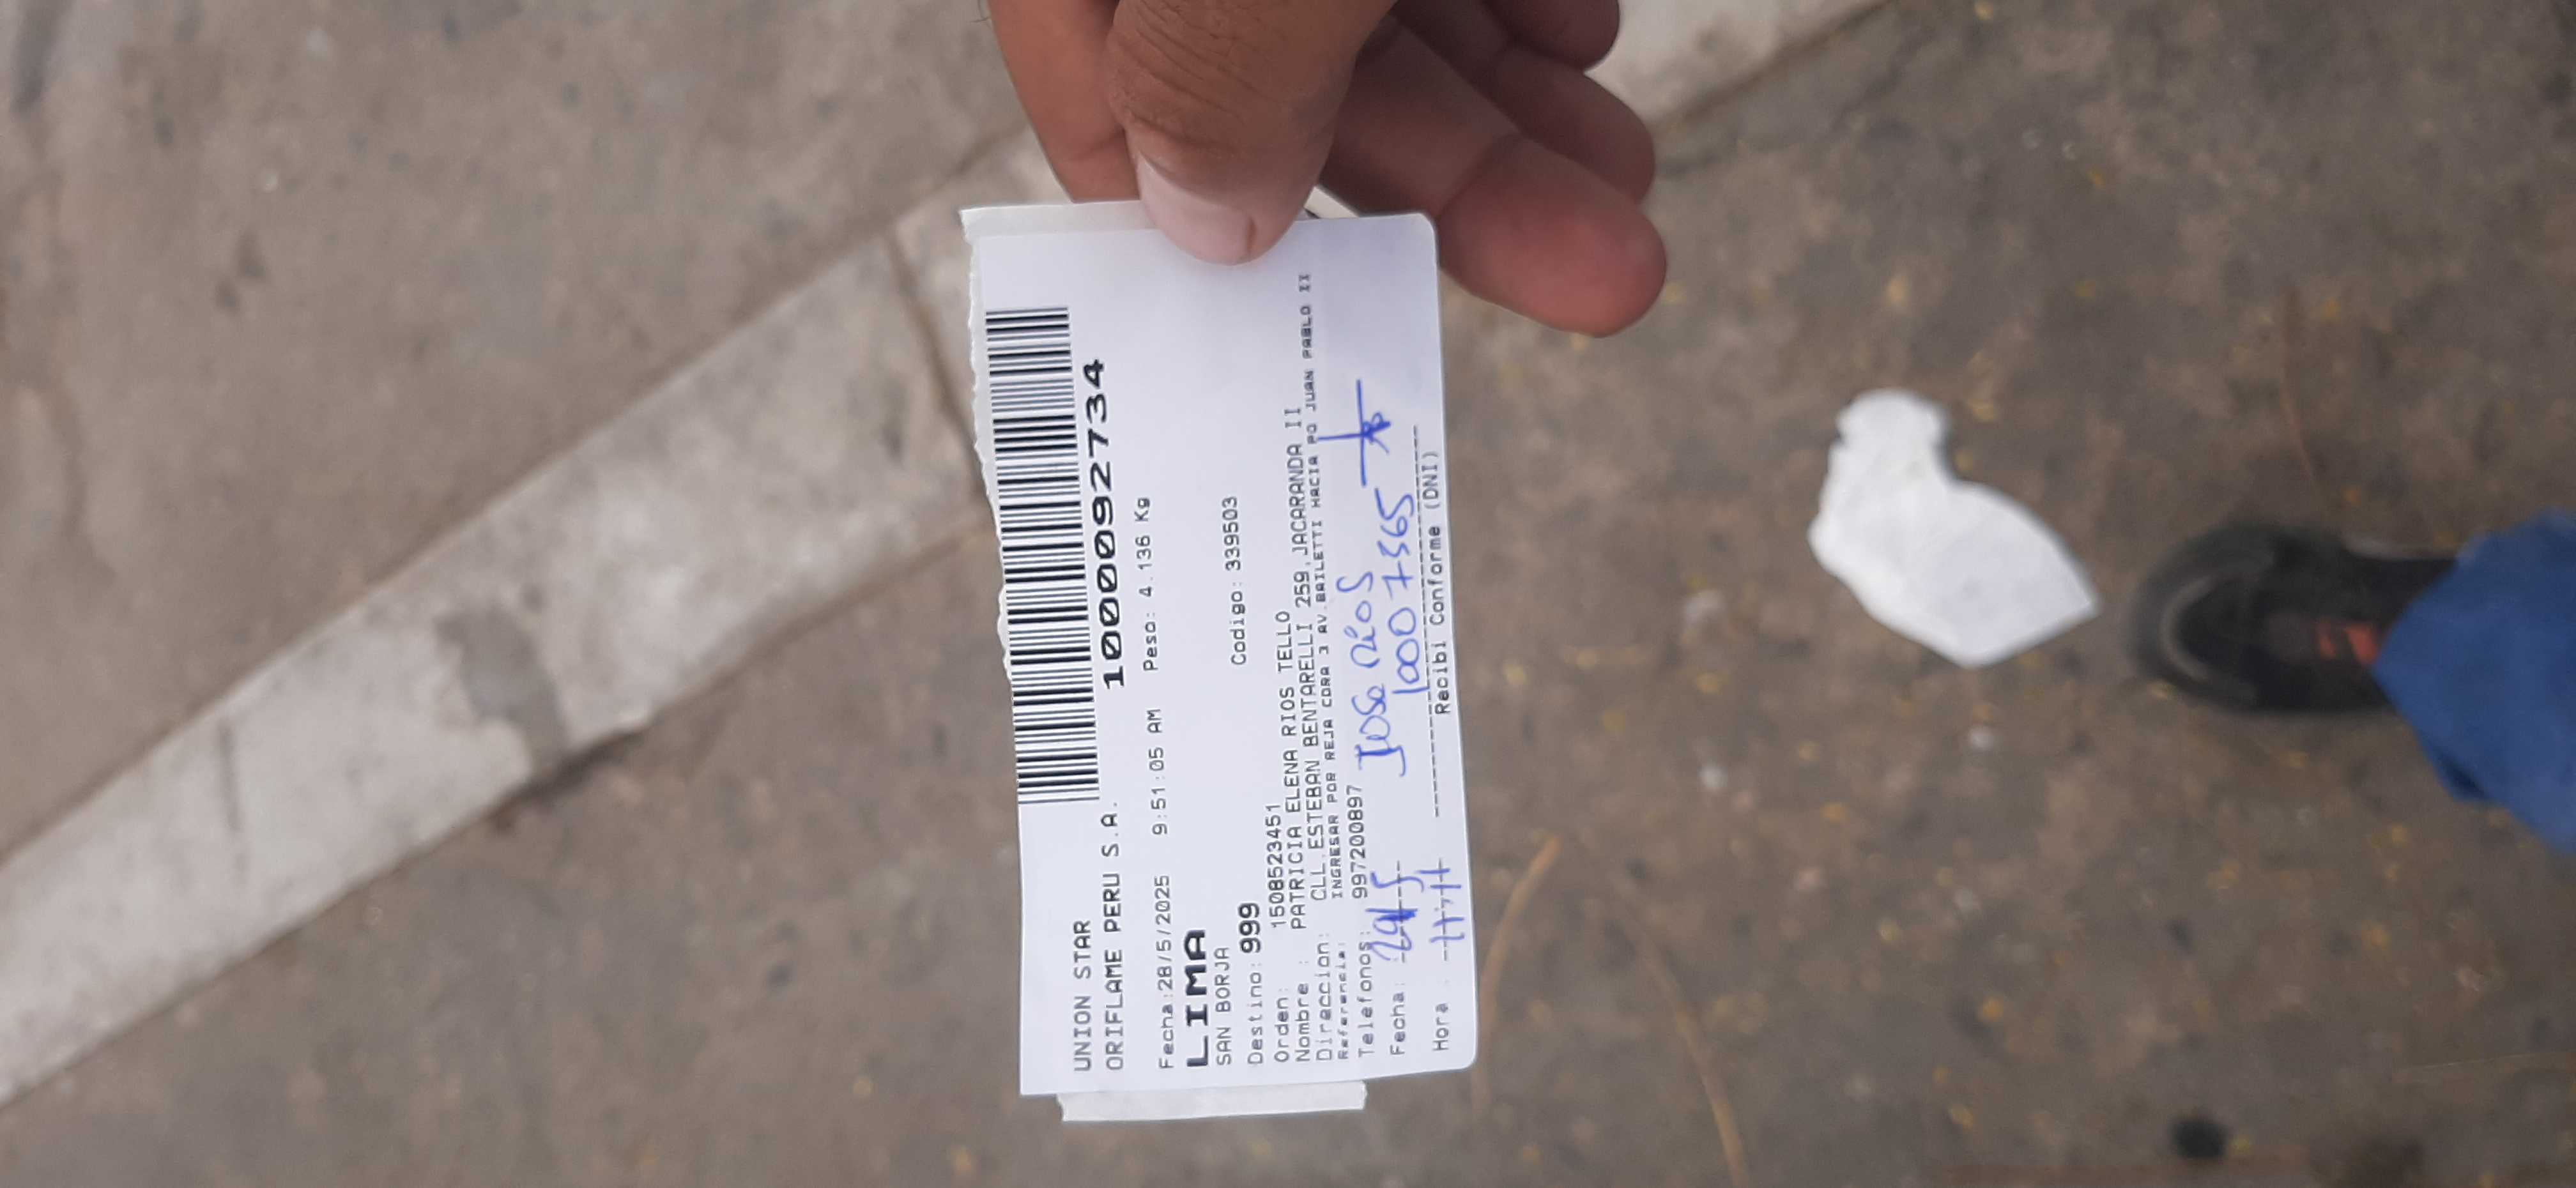 UNION STAR
ORIFLAME PERU S.A. 10000092734
Fecha:28/5/2025 9:51:05 AM Peso: 4.136 Kg
LIMA
SAN BORJA Codigo: 339503
Destino: 999
Orden: 1508523451
Nombre : PATRICIA ELENA RIOS TELLO
Direccion: CLL.ESTEBAN BENTARELLI 259,JACARANDA II
Referencia: INGRESAR POR REJA CDRA 3 AV.BAILETTI HACIA PQ JUAN PABLO II
Telefonos: 997200897
Jose Rios
Fecha: 10007365
Hora :
Recibi Conforme (DNI)